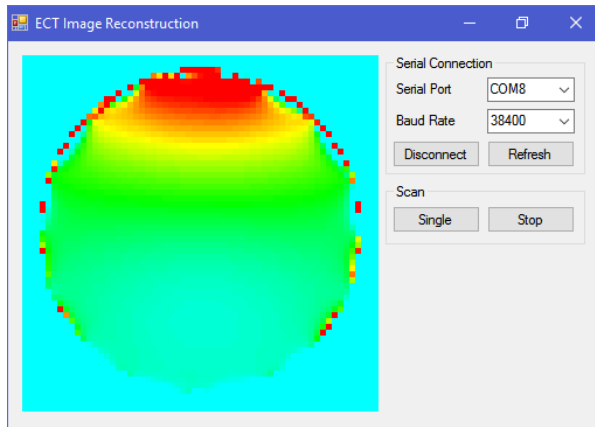 ECT Image Reconstruction
Serial Connection
Serial Port COM8
Baud Rate 38400
Disconnect Refresh
Scan
Single Stop